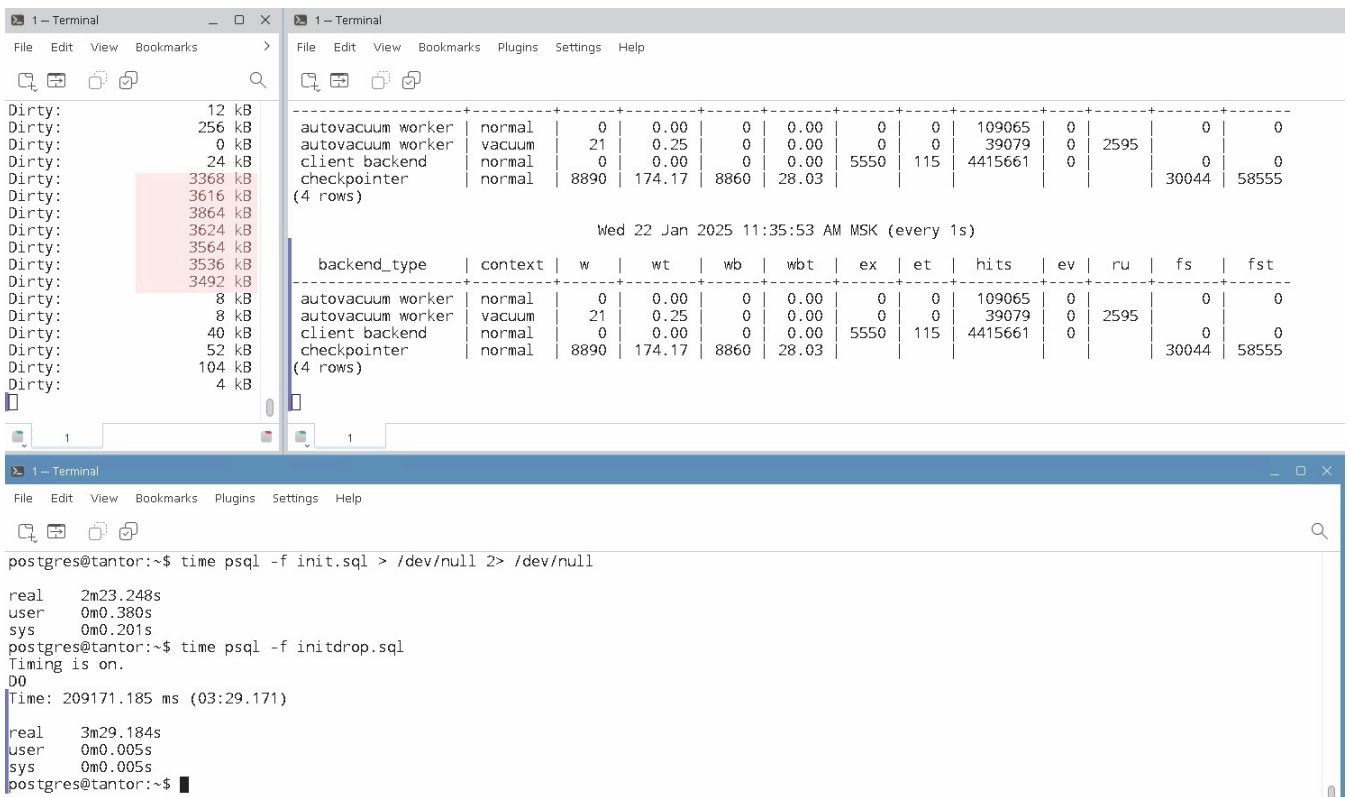 1 — Terminal
File Edit View Bookmarks >
Dirty: 12 kB
Dirty: 256 kB
Dirty: 0 kB
Dirty: 24 kB
Dirty: 3368 kB
Dirty: 3616 kB
Dirty: 3864 kB
Dirty: 3624 kB
Dirty: 3564 kB
Dirty: 3536 kB
Dirty: 3492 kB
Dirty: 8 kB
Dirty: 8 kB
Dirty: 40 kB
Dirty: 52 kB
Dirty: 104 kB
Dirty: 4 kB
1
1 — Terminal
File Edit View Bookmarks Plugins Settings Help
-------------------+---------+------+--------+------+-------+------+-----+---------+----+------+-------+-------
autovacuum worker | normal | 0 | 0.00 | 0 | 0.00 | 0 | 0 | 109065 | 0 | | 0 | 0
autovacuum worker | vacuum | 21 | 0.25 | 0 | 0.00 | 0 | 0 | 39079 | 0 | 2595 | |
client backend | normal | 0 | 0.00 | 0 | 0.00 | 5550 | 115 | 4415661 | 0 | | 0 | 0
checkpointer | normal | 8890 | 174.17 | 8860 | 28.03 | | | | | | 30044 | 58555
(4 rows)
Wed 22 Jan 2025 11:35:53 AM MSK (every 1s)
backend_type | context | w | wt | wb | wbt | ex | et | hits | ev | ru | fs | fst
-------------------+---------+------+--------+------+-------+------+-----+---------+----+------+-------+-------
autovacuum worker | normal | 0 | 0.00 | 0 | 0.00 | 0 | 0 | 109065 | 0 | | 0 | 0
autovacuum worker | vacuum | 21 | 0.25 | 0 | 0.00 | 0 | 0 | 39079 | 0 | 2595 | |
client backend | normal | 0 | 0.00 | 0 | 0.00 | 5550 | 115 | 4415661 | 0 | | 0 | 0
checkpointer | normal | 8890 | 174.17 | 8860 | 28.03 | | | | | | 30044 | 58555
(4 rows)
1
1 — Terminal
File Edit View Bookmarks Plugins Settings Help
postgres@tantor:~$ time psql -f init.sql > /dev/null 2> /dev/null
real 2m23.248s
user 0m0.380s
sys 0m0.201s
postgres@tantor:~$ time psql -f initdrop.sql
Timing is on.
DO
Time: 209171.185 ms (03:29.171)
real 3m29.184s
user 0m0.005s
sys 0m0.005s
postgres@tantor:~$